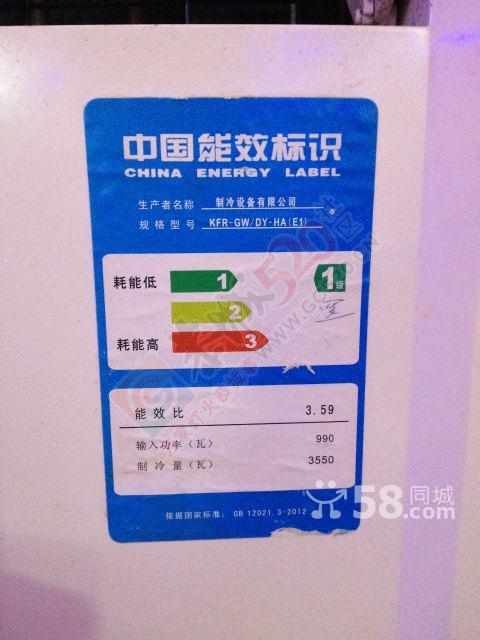 中国能效标识
CHINA ENERGY LABEL
生产者名称 制冷设备有限公司
规格型号 KFR-GW/DY-HA(E1)
耗能低 1 1级
2
耗能高 3
能效比 3.59
输入功率（瓦） 990
制冷量（瓦） 3550
依据国家标准： GB 12021.3-2012
58同城
58.com